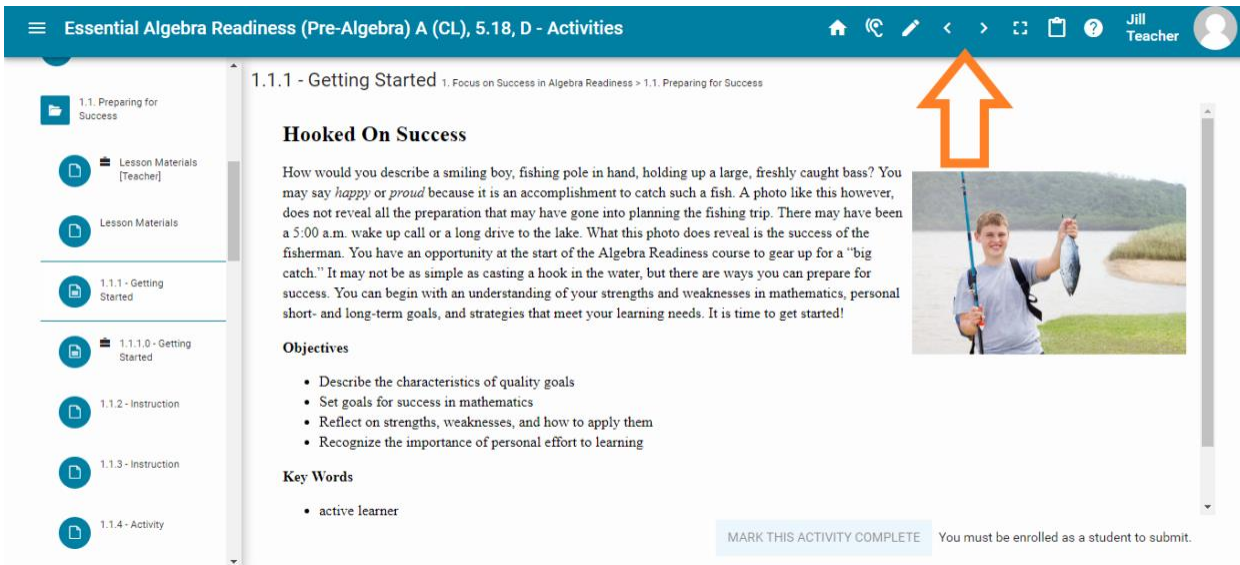 Essential Algebra Readiness (Pre-Algebra) A (CL), 5.18, D - Activities
Jill
Teacher
1.1. Preparing for
Success
Lesson Materials
[Teacher]
Lesson Materials
1.1.1 - Getting
Started
1.1.1.0 - Getting
Started
1.1.2 - Instruction
1.1.3 - Instruction
1.1.4 - Activity
1.1.1 - Getting Started 1. Focus on Success in Algebra Readiness > 1.1. Preparing for Success
Hooked On Success
How would you describe a smiling boy, fishing pole in hand, holding up a large, freshly caught bass? You
may say happy or proud because it is an accomplishment to catch such a fish. A photo like this however,
does not reveal all the preparation that may have gone into planning the fishing trip. There may have been
a 5:00 a.m. wake up call or a long drive to the lake. What this photo does reveal is the success of the
fisherman. You have an opportunity at the start of the Algebra Readiness course to gear up for a “big
catch.” It may not be as simple as casting a hook in the water, but there are ways you can prepare for
success. You can begin with an understanding of your strengths and weaknesses in mathematics, personal
short- and long-term goals, and strategies that meet your learning needs. It is time to get started!
Objectives
• Describe the characteristics of quality goals
• Set goals for success in mathematics
• Reflect on strengths, weaknesses, and how to apply them
• Recognize the importance of personal effort to learning
Key Words
• active learner
MARK THIS ACTIVITY COMPLETE You must be enrolled as a student to submit.